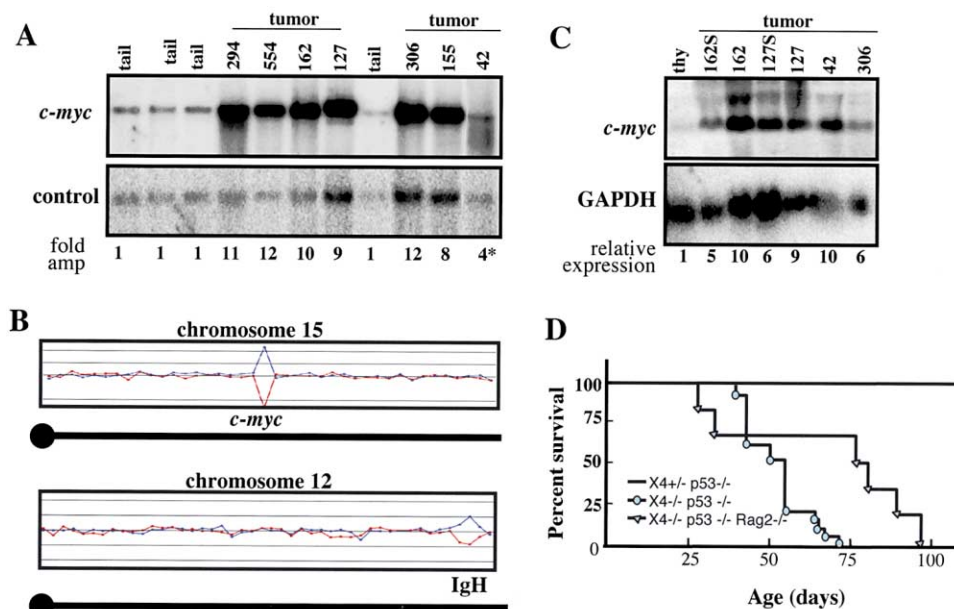 A
tumor
tumor
tail
tail
tail
294
554
162
127
tail
306
155
42
c-myc
control
fold
amp
1 1 1 11 12 10 9 1 12 8 4*
C
tumor
thy
162S
162
127S
127
42
306
c-myc
GAPDH
relative
expression
1 5 10 6 9 10 6
B
chromosome 15
c-myc
chromosome 12
IgH
D
Percent survival
100
75
50
25
0
X4+/- p53-/-
X4-/- p53 -/-
X4-/- p53 -/- Rag2-/-
25 50 75 100
Age (days)